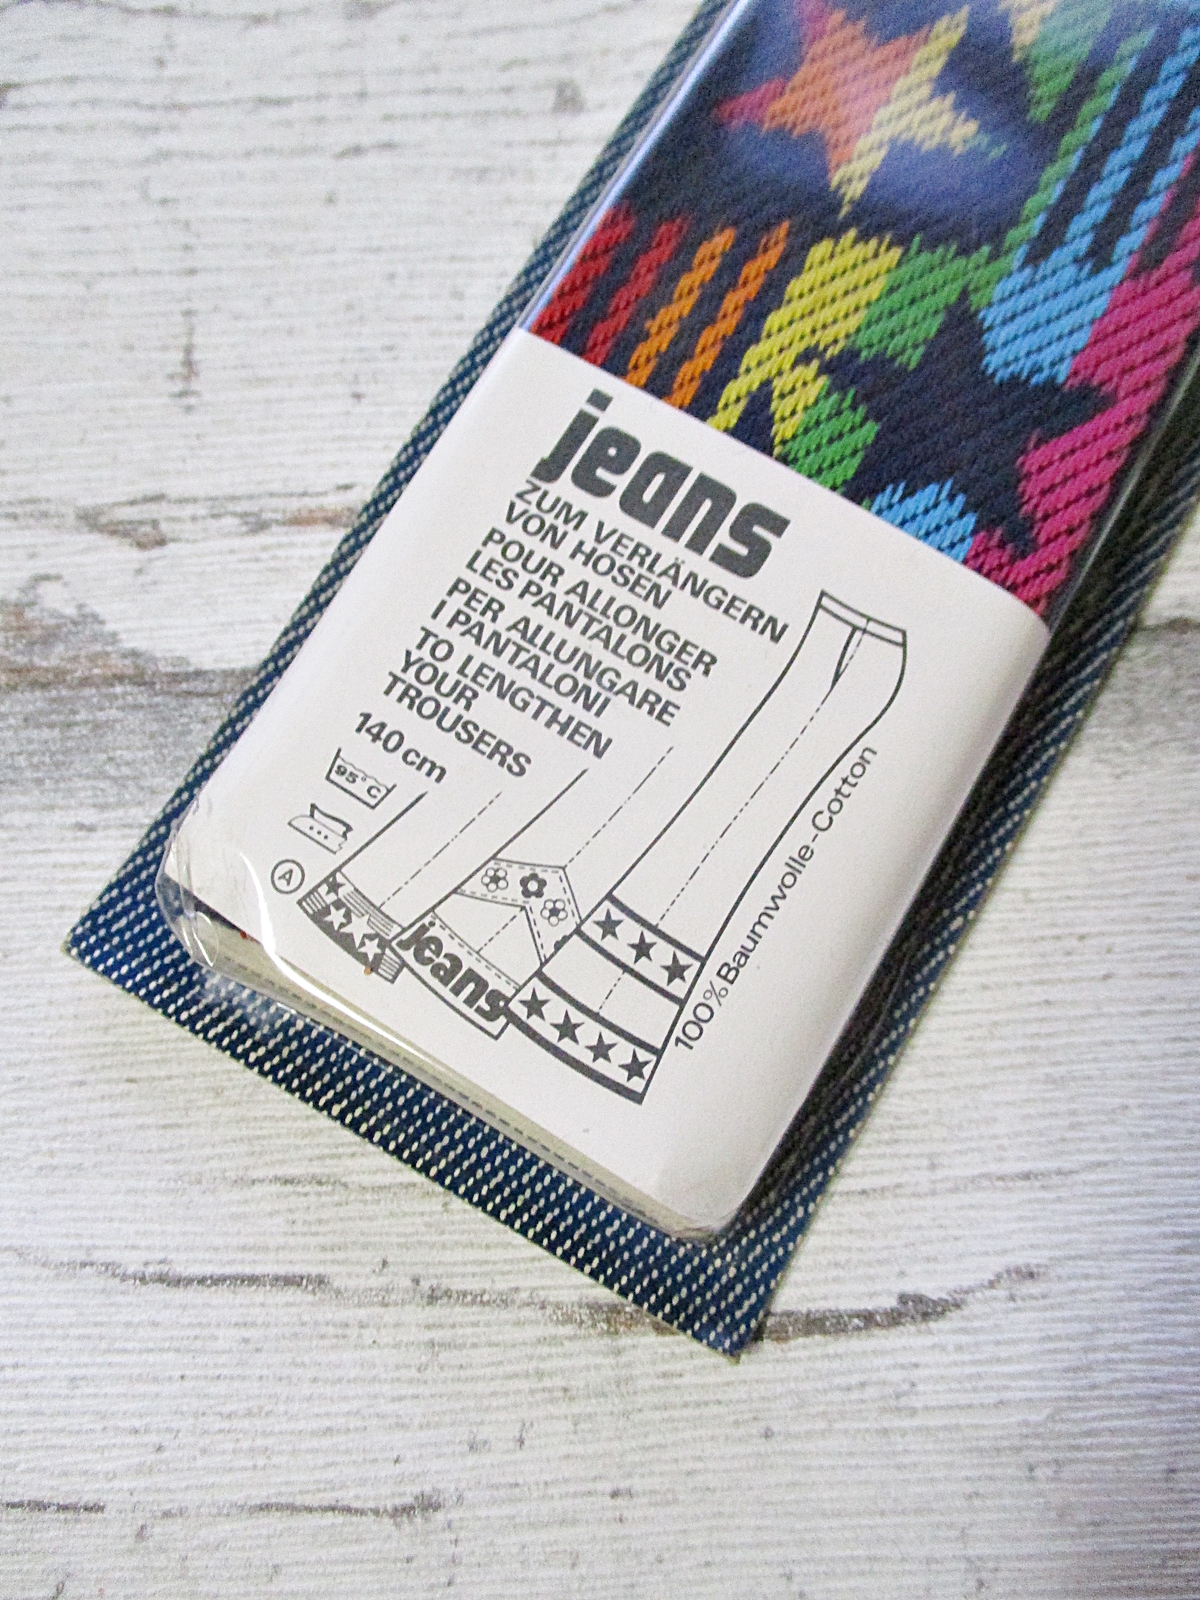 jeans
ZUM VERLÄNGERN
VON HOSEN
POUR ALLONGER
LES PANTALONS
PER ALLUNGARE
I PANTALONI
TO LENGTHEN
YOUR
TROUSERS
140 cm
95°C
A
jeans
100% Baumwolle-Cotton